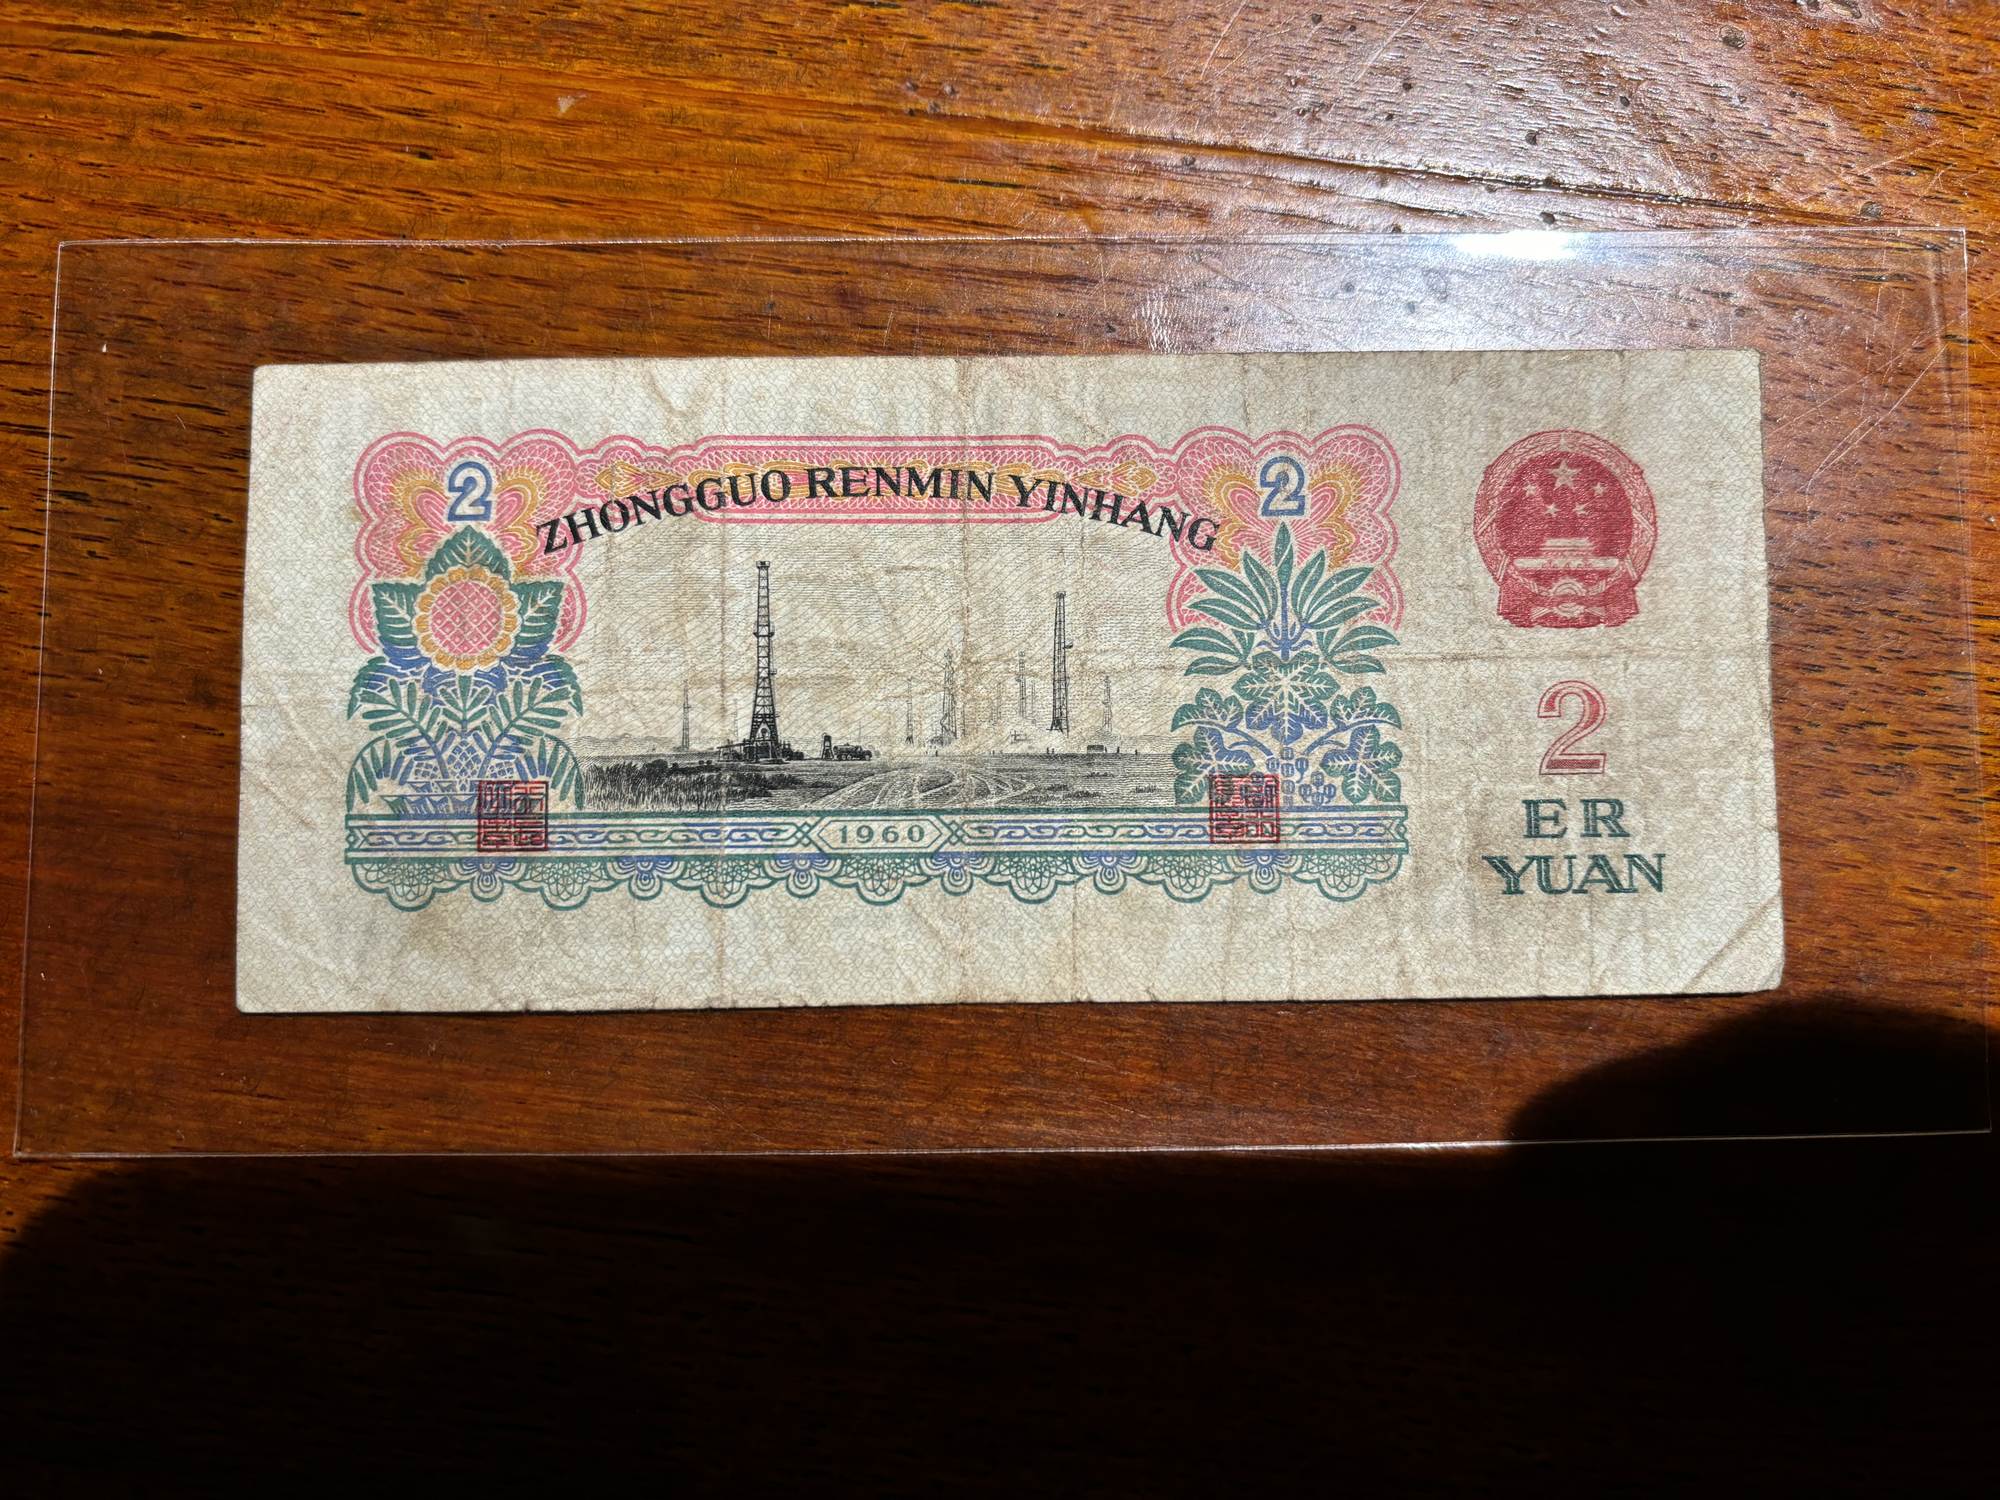 2
2
ZHONGGUO RENMIN YINHANG
2
ER
YUAN
1960